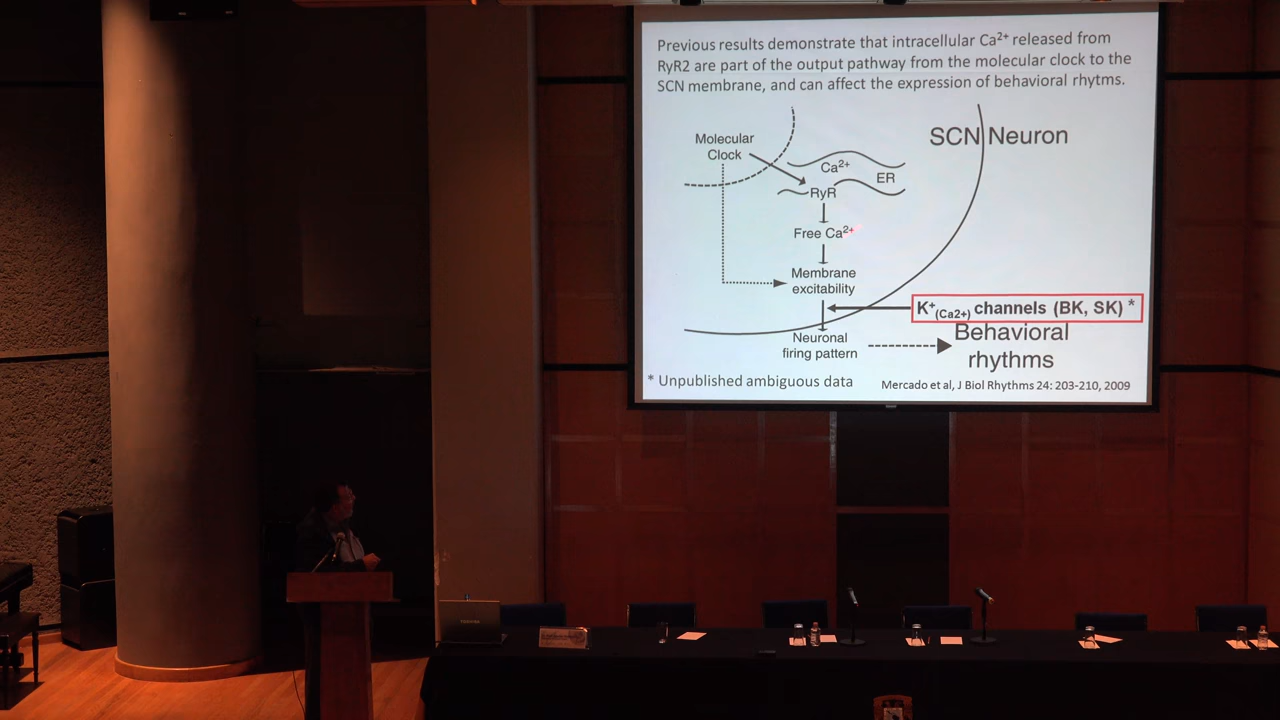 Previous results demonstrate that intracellular Ca²⁺ released from
RyR2 are part of the output pathway from the molecular clock to the
SCN membrane, and can affect the expression of behavioral rhytms.
SCN Neuron
Molecular
Clock
Ca²⁺
ER
RyR
Free Ca²⁺
Membrane
excitability
K⁺(Ca2+) channels (BK, SK) *
Neuronal
firing pattern
Behavioral
rhythms
* Unpublished ambiguous data
Mercado et al, J Biol Rhythms 24: 203-210, 2009
TOSHIBA